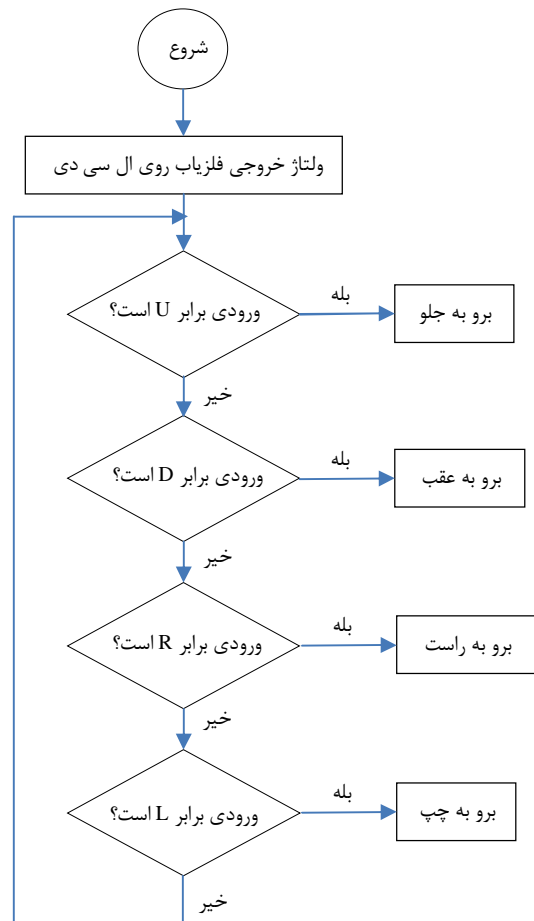 شروع
ولتاژ خروجی فلزیاب روی ال سی دی
ورودی برابر U است؟
بله
برو به جلو
خیر
ورودی برابر D است؟
بله
برو به عقب
خیر
ورودی برابر R است؟
بله
برو به راست
خیر
ورودی برابر L است؟
بله
برو به چپ
خیر